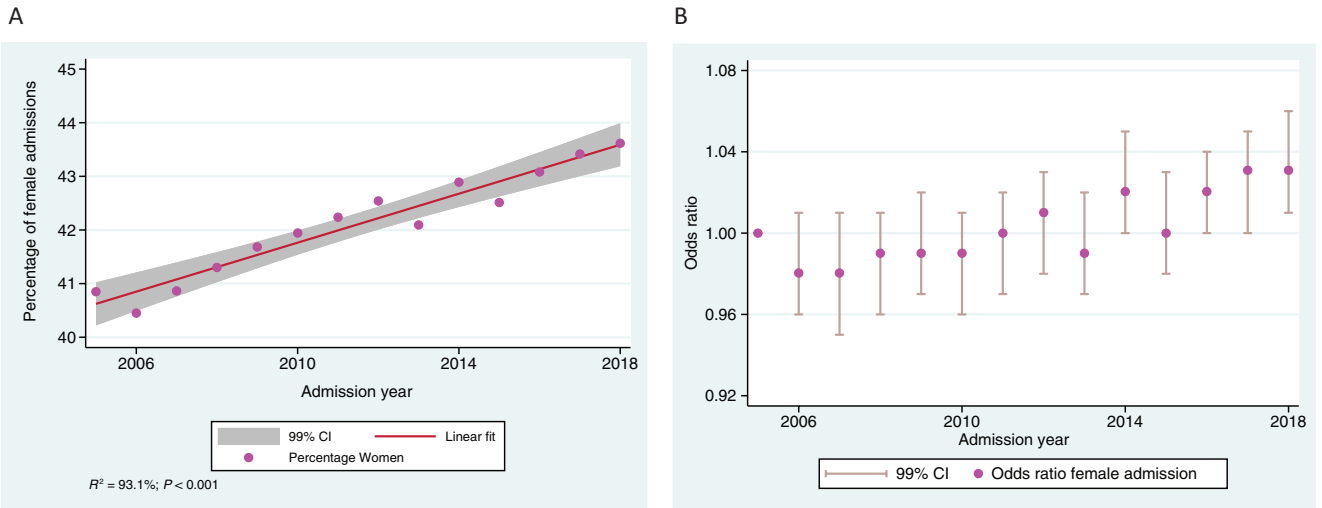 A
Percentage of female admissions
45
44
43
42
41
40
2006 2010 2014 2018
Admission year
99% CI Linear fit
Percentage Women
R² = 93.1%; P < 0.001
B
Odds ratio
1.08
1.04
1.00
0.96
0.92
2006 2010 2014 2018
Admission year
99% CI Odds ratio female admission